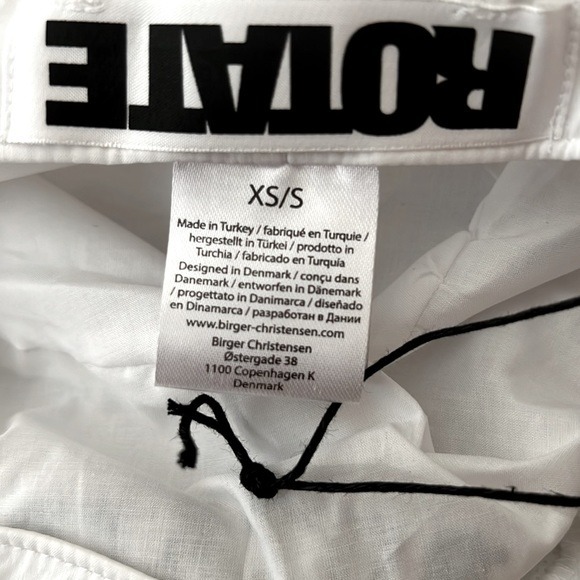 ROTATE
XS/S
Made in Turkey / fabriqué en Turquie /
hergestellt in Türkei / prodotto in
Turchia / fabricado en Turquía
Designed in Denmark / conçu dans
Danemark / entworfen in Dänemark
/ progettato in Danimarca / diseñado
en Dinamarca / разработан в Дании
www.birger-christensen.com
Birger Christensen
Østergade 38
1100 Copenhagen K
Denmark